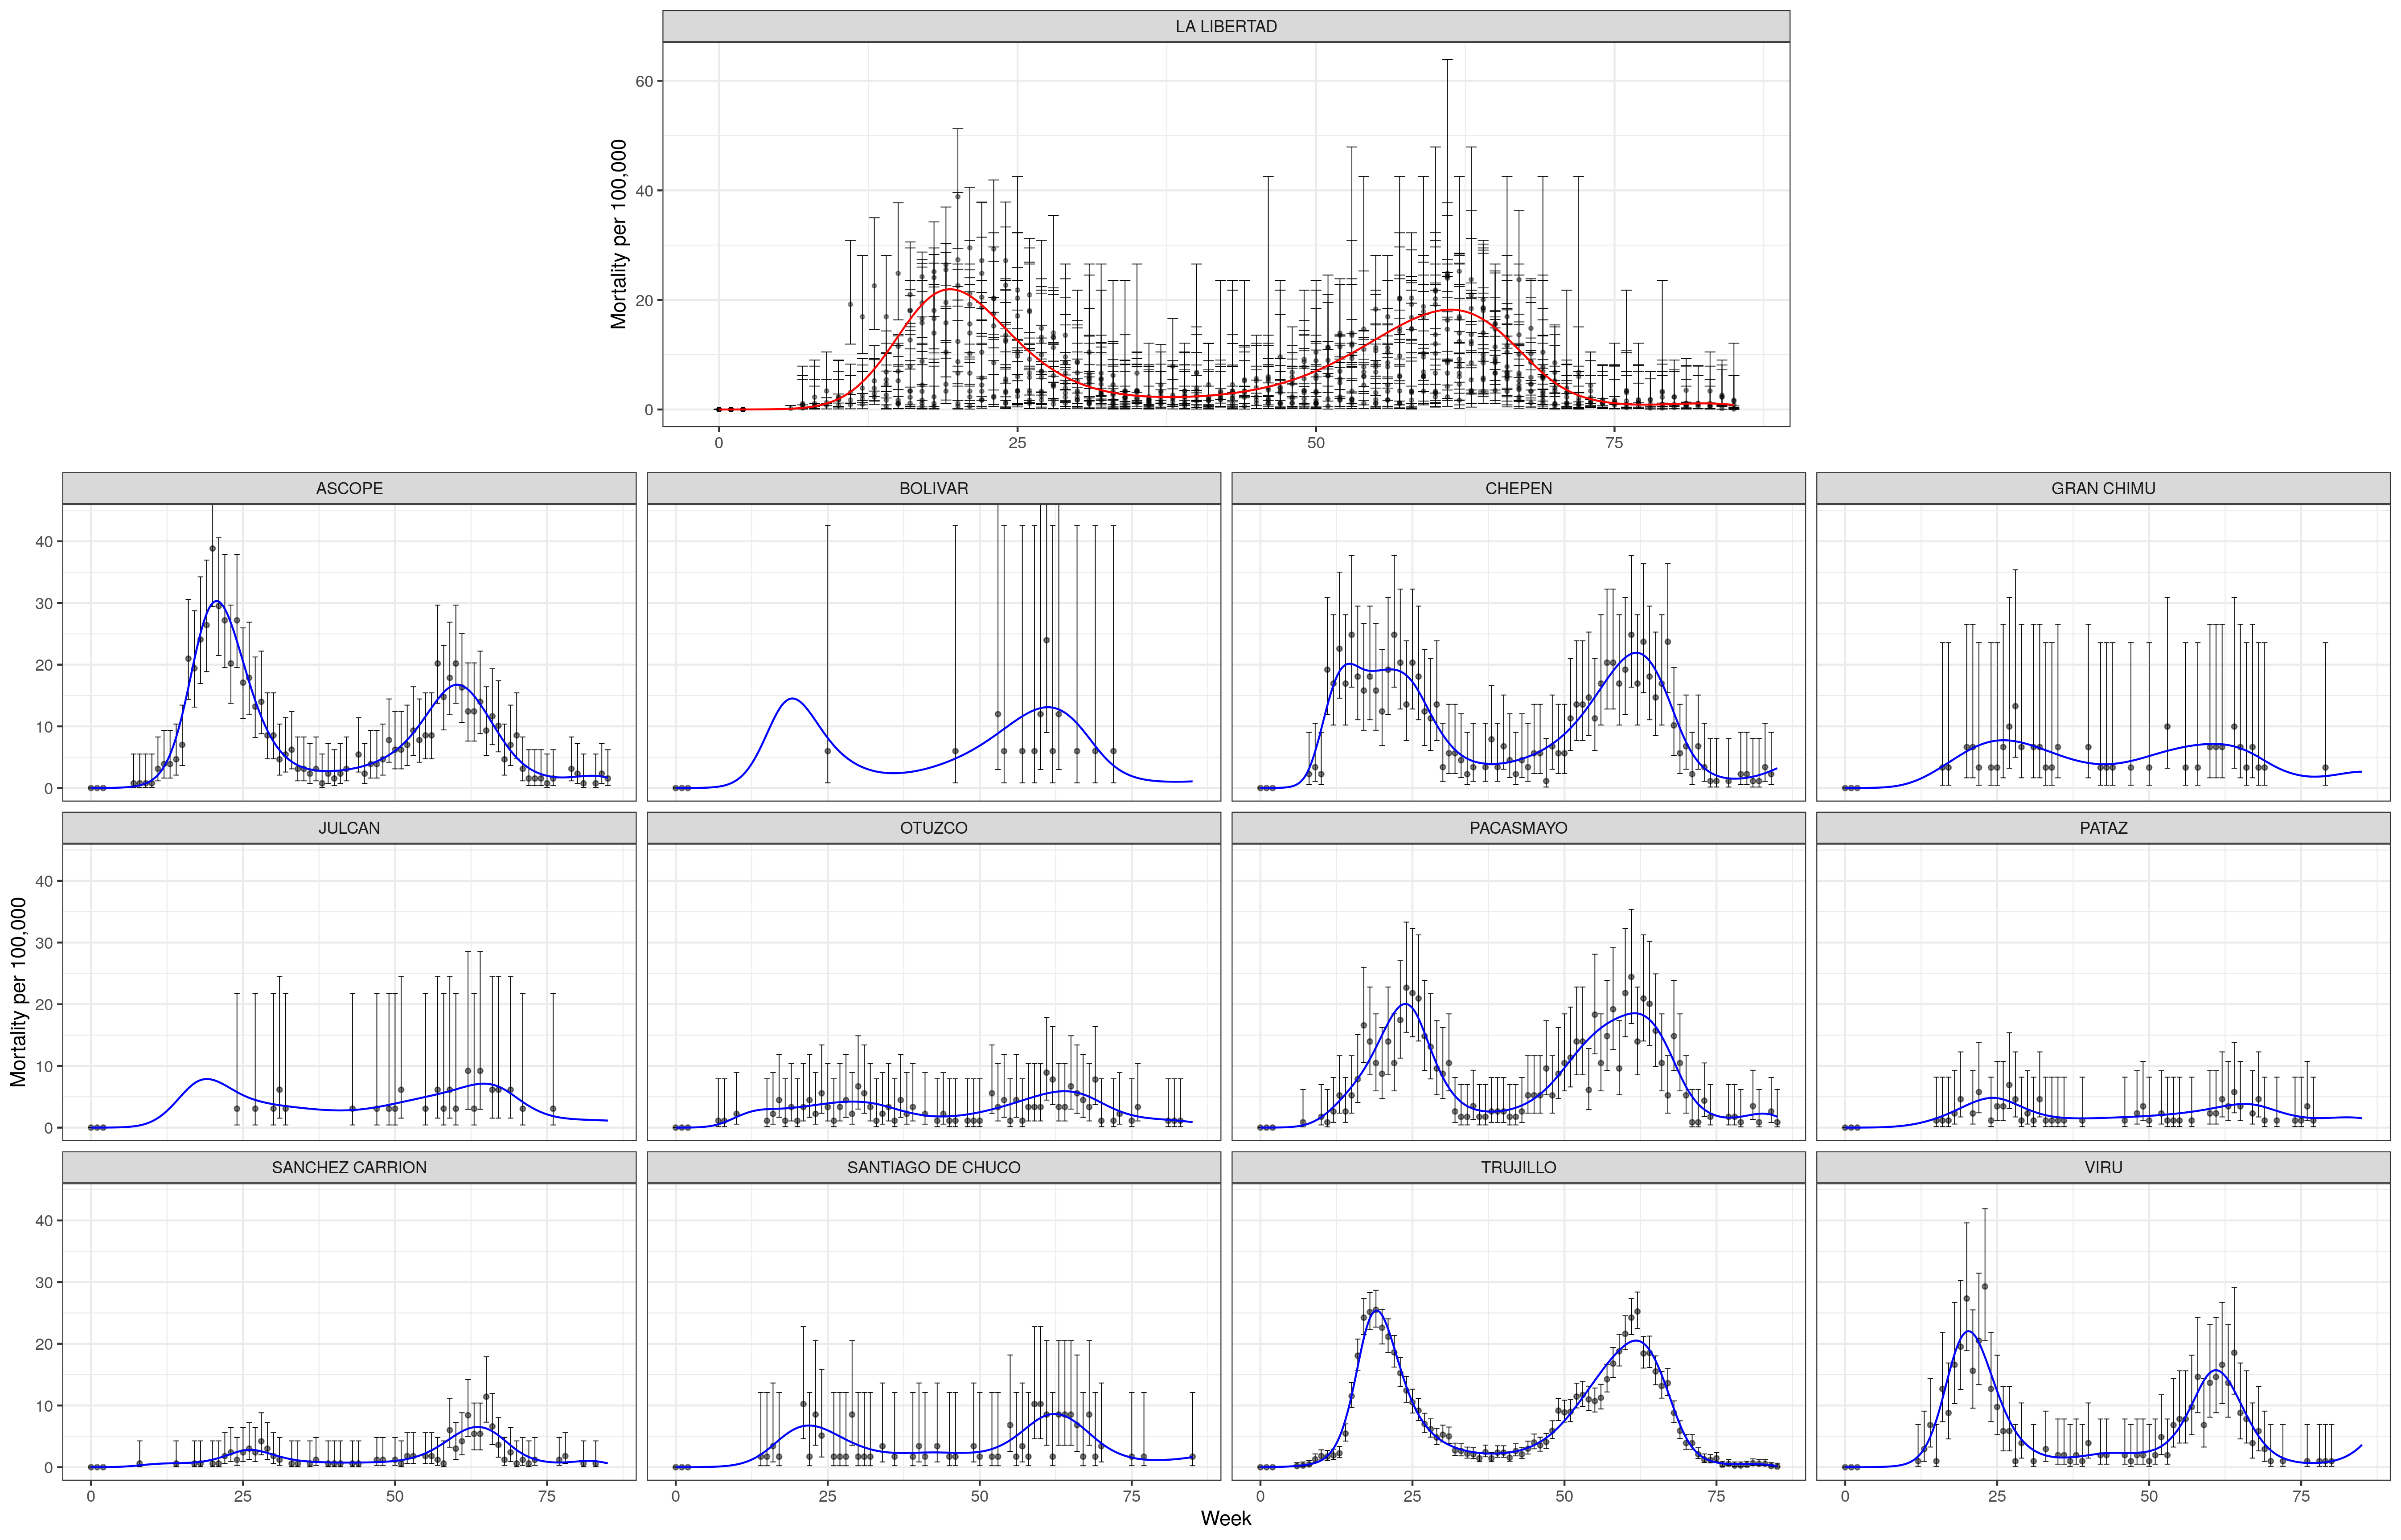 LA LIBERTAD
Mortality per 100,000
60
40
20
0
0 25 50 75
ASCOPE BOLIVAR CHEPEN GRAN CHIMU
40
30
20
10
0
JULCAN OTUZCO PACASMAYO PATAZ
Mortality per 100,000
40
30
20
10
0
SANCHEZ CARRION SANTIAGO DE CHUCO TRUJILLO VIRU
40
30
20
10
0
0 25 50 75 0 25 50 75 0 25 50 75 0 25 50 75
Week